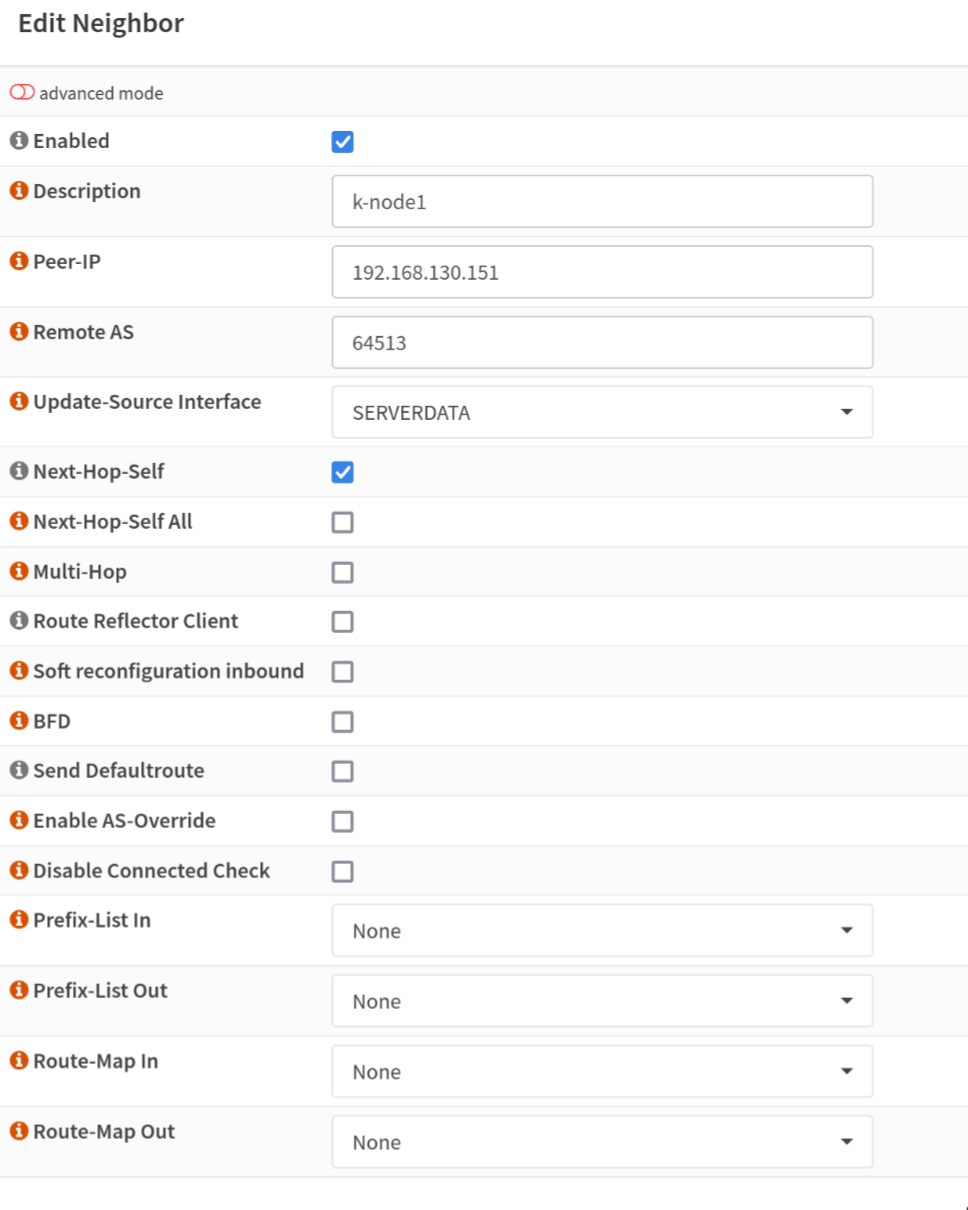 Edit Neighbor
advanced mode
Enabled
Description
k-node1
Peer-IP
192.168.130.151
Remote AS
64513
Update-Source Interface
SERVERDATA
Next-Hop-Self
Next-Hop-Self All
Multi-Hop
Route Reflector Client
Soft reconfiguration inbound
BFD
Send Defaultroute
Enable AS-Override
Disable Connected Check
Prefix-List In
None
Prefix-List Out
None
Route-Map In
None
Route-Map Out
None